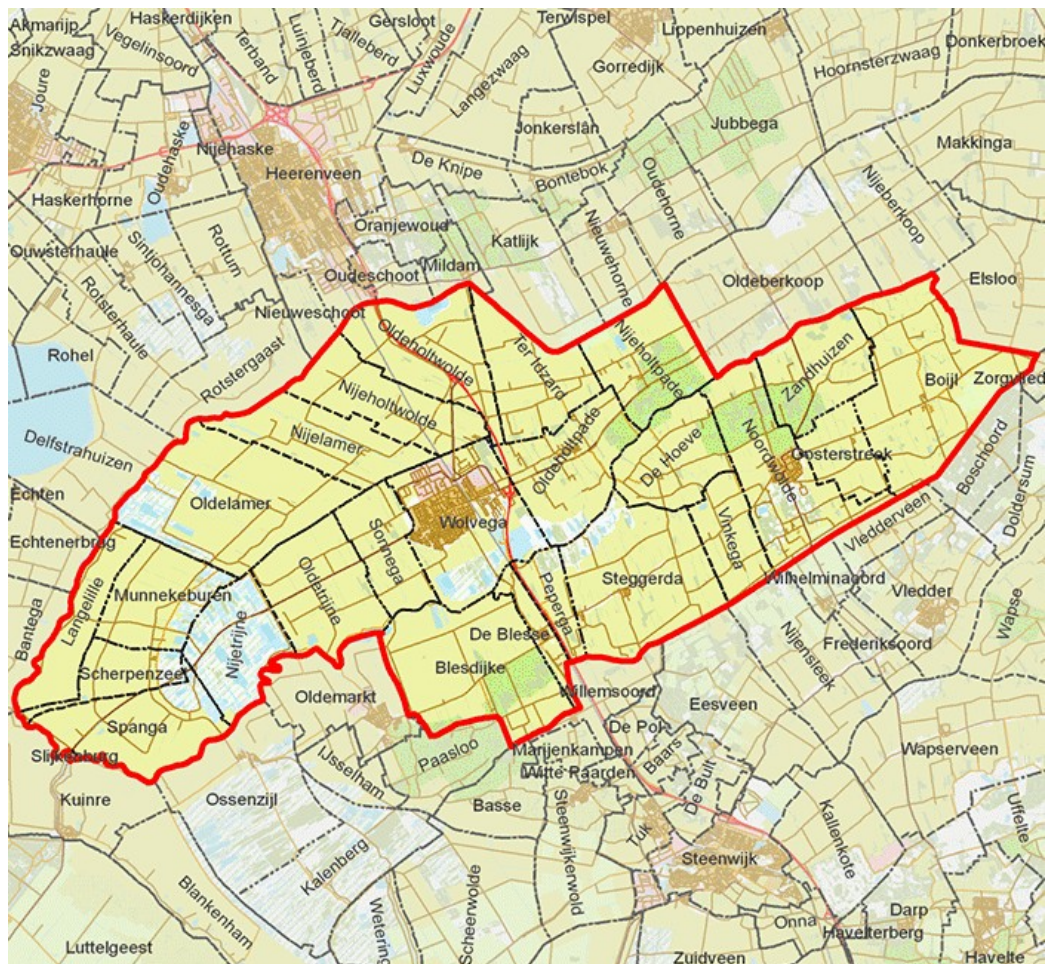 Akmarijp
Haskerdijken
Gersloot
Terwispel
Lippenhuizen
Snikzwaag
Vegelinsoord
Terband
Luinjeberd
Tjalleberd
Luxwoude
Langezwaag
Gorredijk
Hoornsterzwaag
Donkerbroek
Joure
Oudehaske
Nijehaske
Heerenveen
De Knipe
Jonkerslân
Jubbega
Makkinga
Haskerhorne
Bontebok
Oudehorne
Nijeberkoop
Ouwsterhaule
Sintjohannesga
Rottum
Oranjewoud
Katlijk
Nieuwehorne
Oudeschoot
Mildam
Oldeberkoop
Elsloo
Rotsterhaule
Nieuweschoot
Rohel
Rotstergaast
Oldeholtwolde
Ter Idzard
Nijeholtpade
Zandhuizen
Boijl
Zorgvlied
Nijeholtwolde
Delfstrahuizen
Nijelamer
Oldeholtpade
De Hoeve
Noordwolde
Oosterstreek
Boschoord
Doldersum
Echten
Oldelamer
Wolvega
Echtenerbrug
Sonnega
Vinkega
Vledderveen
Oldetrijne
Steggerda
Wilhelminaoord
Vledder
Wapse
Bantega
Langelille
Munnekeburen
Nijetrijne
Peperga
De Blesse
Nijensleek
Frederiksoord
Scherpenzeel
Blesdijke
Oldemarkt
Willemsoord
Eesveen
Spanga
Slijkenburg
Paasloo
De Pol
Marijenkampen
Baars
Wapserveen
IJsselham
Witte Paarden
De Bult
Kuinre
Ossenzijl
Basse
Steenwijkerwold
Kallenkote
Uffelte
Tuk
Steenwijk
Kalenberg
Blankenham
Wetering
Scheerwolde
Onna
Darp
Havelterberg
Luttelgeest
Zuidveen
Havelte